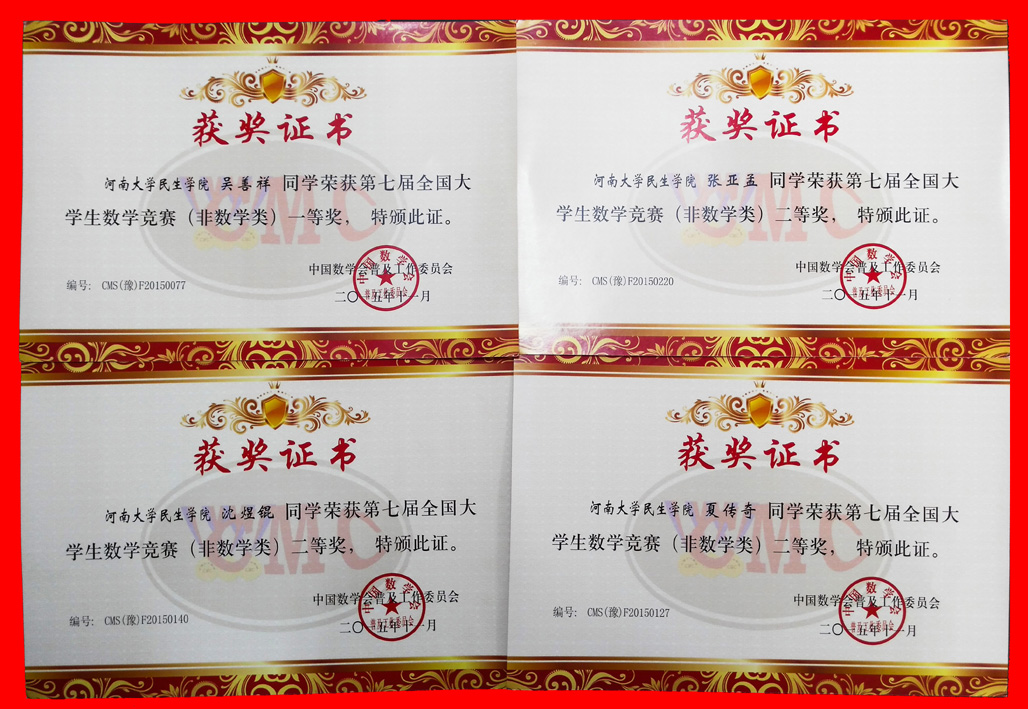 获奖证书
河南大学民生学院 吴善祥 同学荣获第七届全国大
学生数学竞赛（非数学类）一等奖，特颁此证。
中国数学会普及工作委员会
编号： CMS(豫)F20150077
二〇一五年十一月
获奖证书
河南大学民生学院 张亚孟 同学荣获第七届全国大
学生数学竞赛（非数学类）二等奖，特颁此证。
中国数学会普及工作委员会
编号： CMS(豫)F20150220
二〇一五年十一月
获奖证书
河南大学民生学院 沈煜锟 同学荣获第七届全国大
学生数学竞赛（非数学类）二等奖，特颁此证。
中国数学会普及工作委员会
编号： CMS(豫)F20150140
二〇一五年十一月
获奖证书
河南大学民生学院 夏传奇 同学荣获第七届全国大
学生数学竞赛（非数学类）二等奖，特颁此证。
中国数学会普及工作委员会
编号： CMS(豫)F20150127
二〇一五年十一月